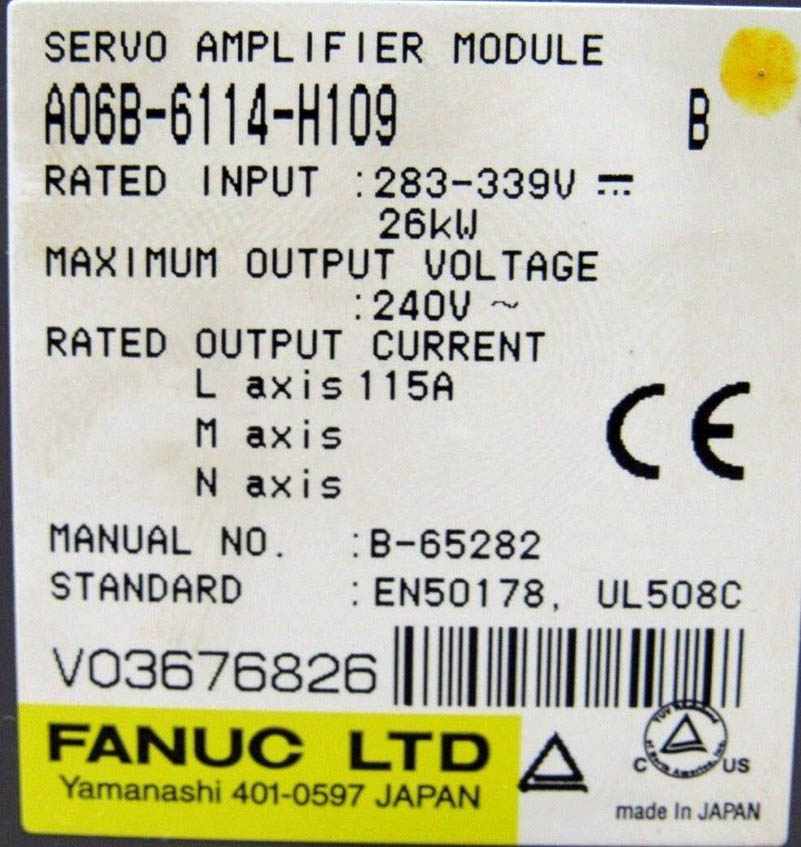 SERVO AMPLIFIER MODULE
A06B-6114-H109 B
RATED INPUT :283-339V ⎓
26kW
MAXIMUM OUTPUT VOLTAGE
:240V ~
RATED OUTPUT CURRENT
L axis 115A
M axis
N axis
CE
MANUAL NO. :B-65282
STANDARD :EN50178, UL508C
V03676826
FANUC LTD
Yamanashi 401-0597 JAPAN
C US
made In JAPAN